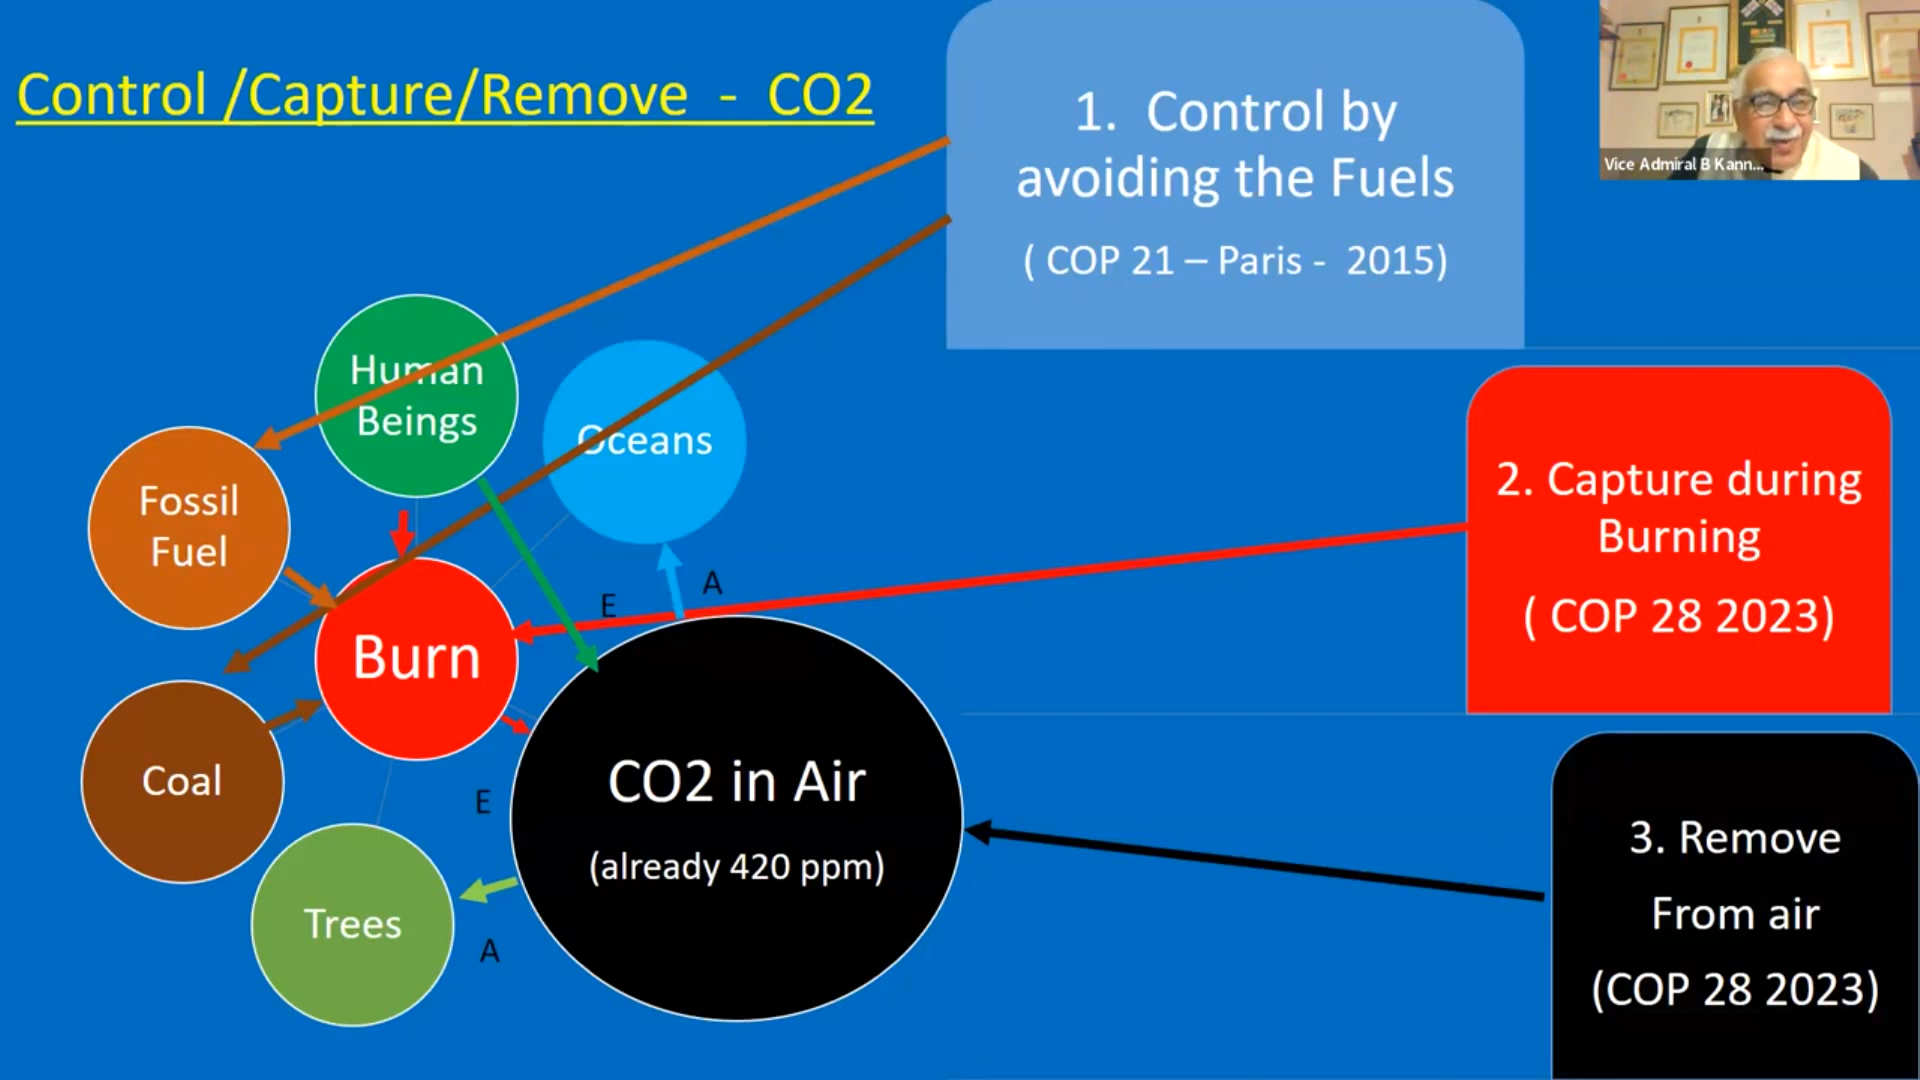 Control /Capture/Remove - CO2
1. Control by
avoiding the Fuels
( COP 21 – Paris - 2015)
Vice Admiral B Kann...
Human
Beings
Oceans
Fossil
Fuel
2. Capture during
Burning
( COP 28 2023)
A
E
Burn
Coal
CO2 in Air
(already 420 ppm)
E
Trees
A
3. Remove
From air
(COP 28 2023)